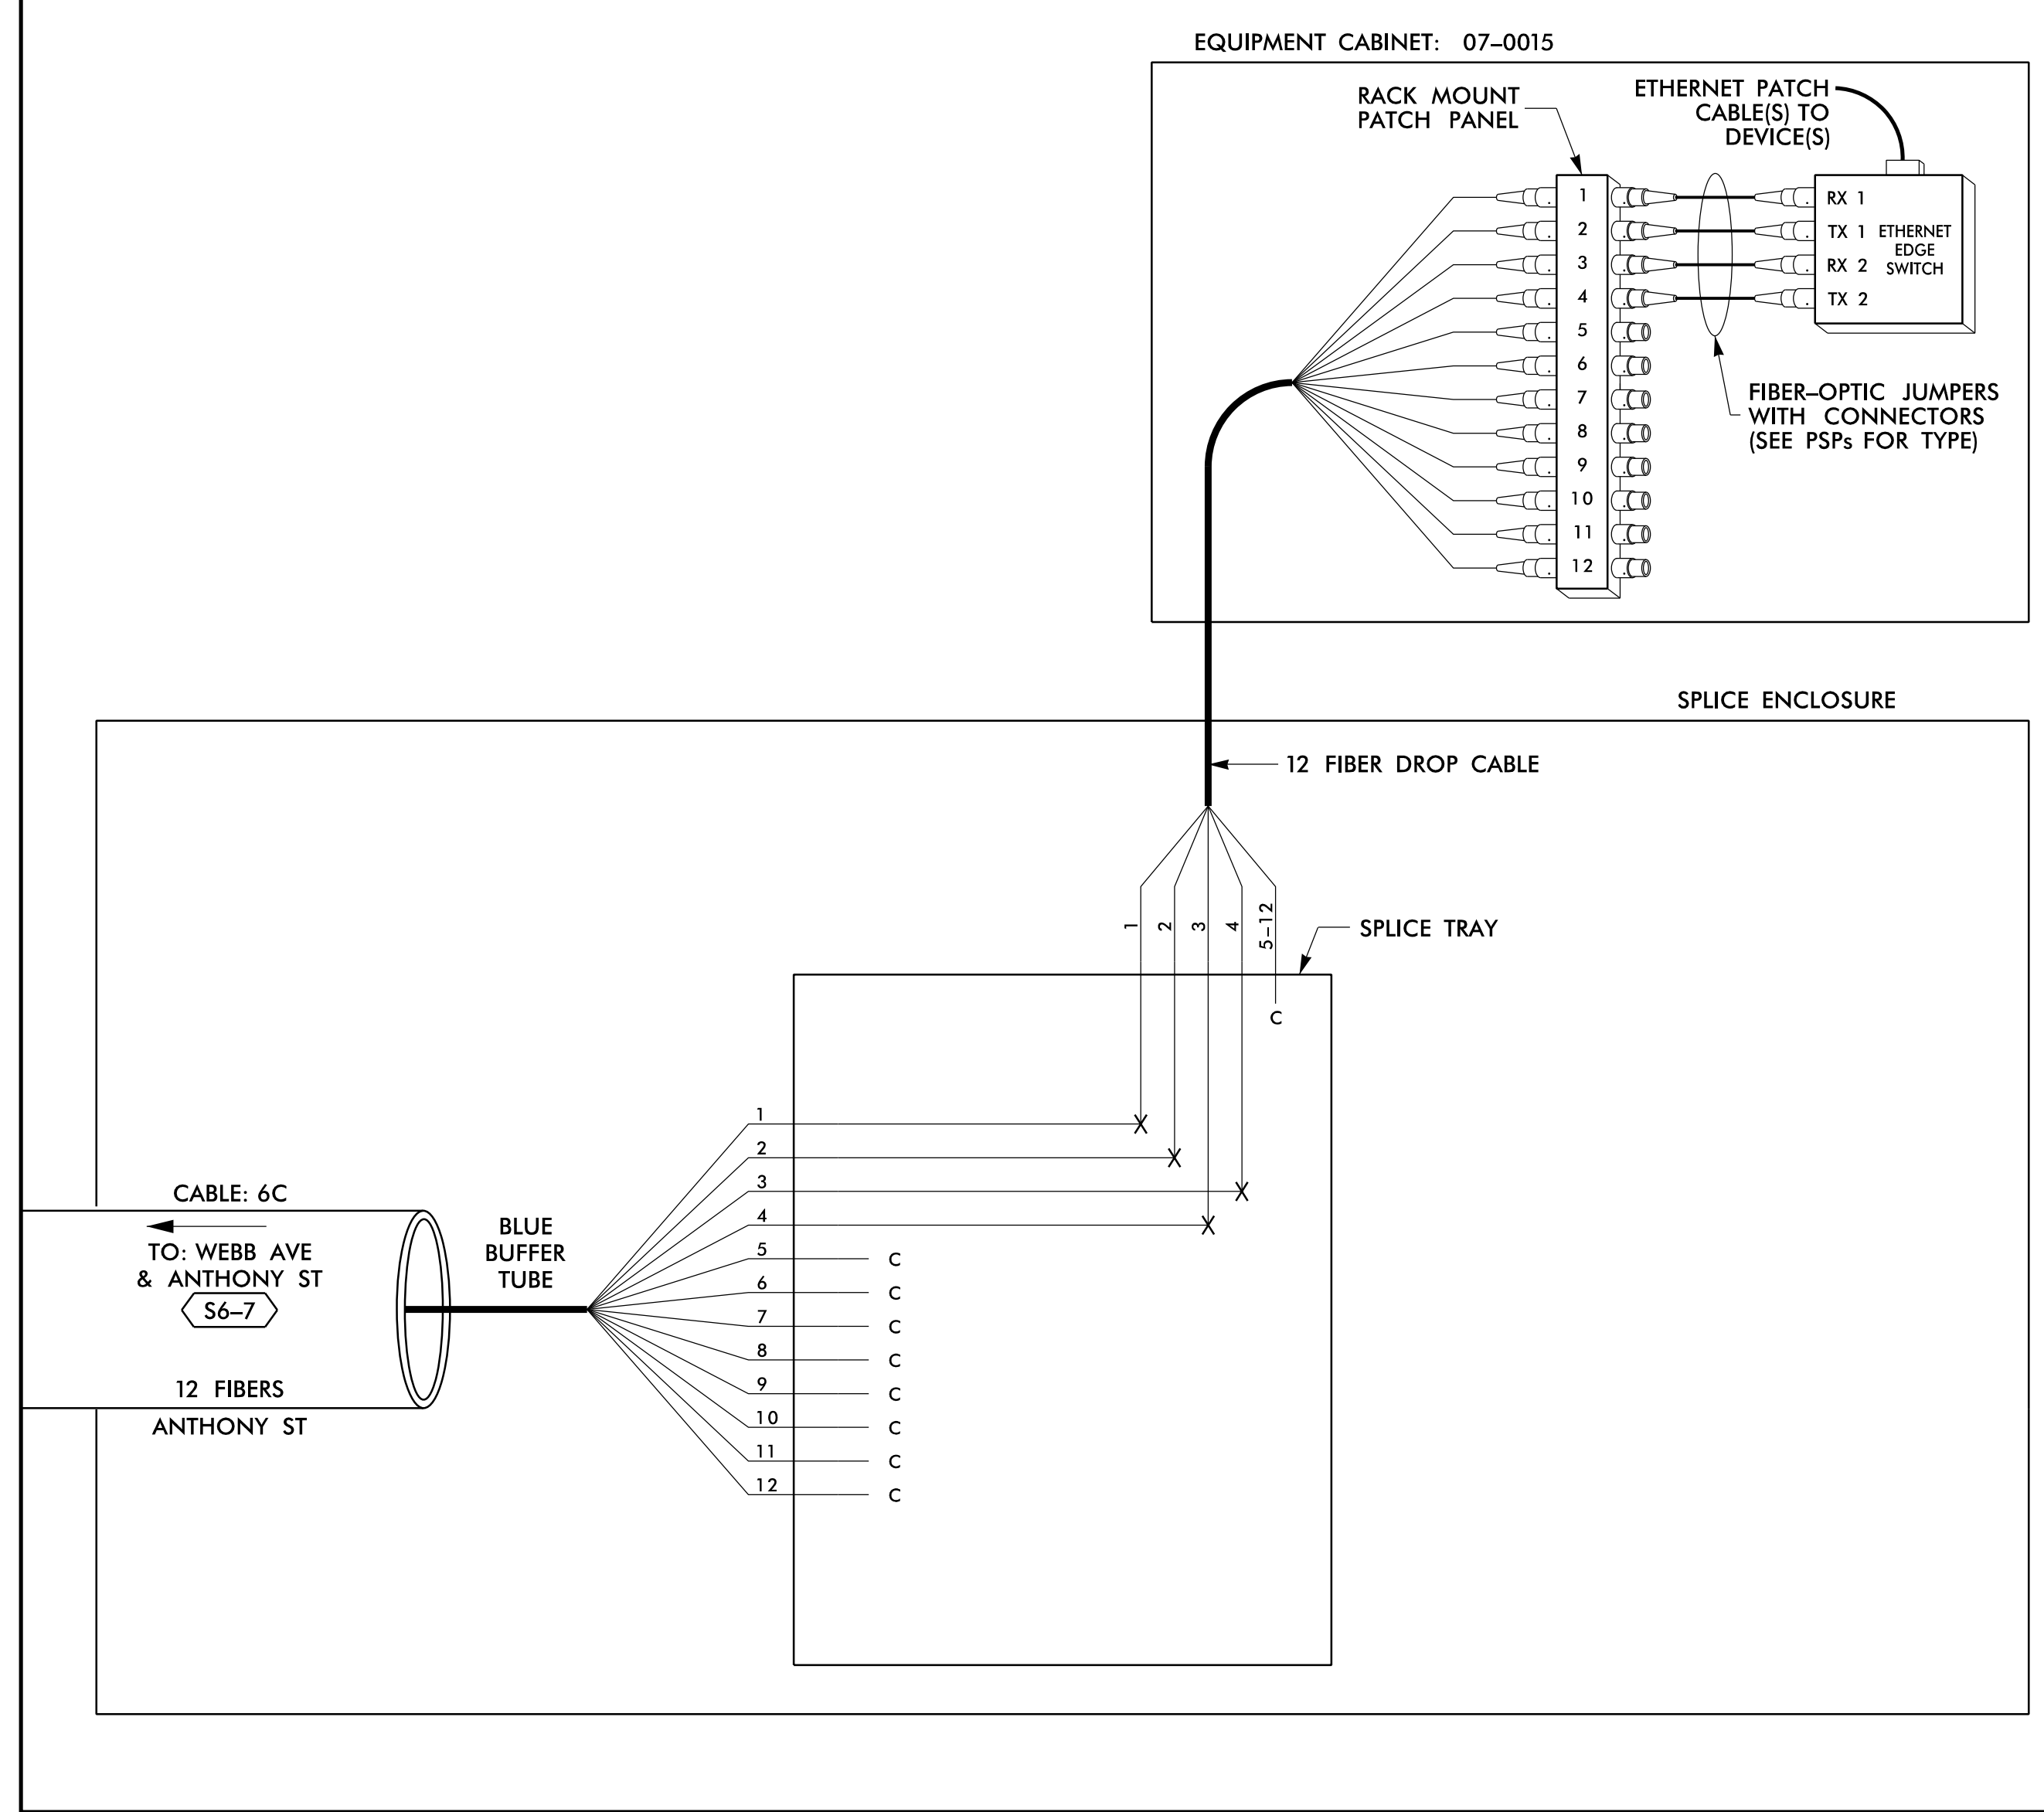 EQUIPMENT CABINET: 07–0015
RACK MOUNT
PATCH PANEL
ETHERNET PATCH
CABLE(S) TO
DEVICE(S)
1
2
3
4
5
6
7
8
9
10
11
12
RX 1
TX 1
RX 2
TX 2
ETHERNET
EDGE
SWITCH
FIBER–OPTIC JUMPERS
WITH CONNECTORS
(SEE PSPs FOR TYPE)
SPLICE ENCLOSURE
12 FIBER DROP CABLE
1
2
3
4
5–12
SPLICE TRAY
C
CABLE: 6C
TO: WEBB AVE
& ANTHONY ST
S6–7
12 FIBERS
ANTHONY ST
BLUE
BUFFER
TUBE
1
2
3
4
5 C
6 C
7 C
8 C
9 C
10 C
11 C
12 C